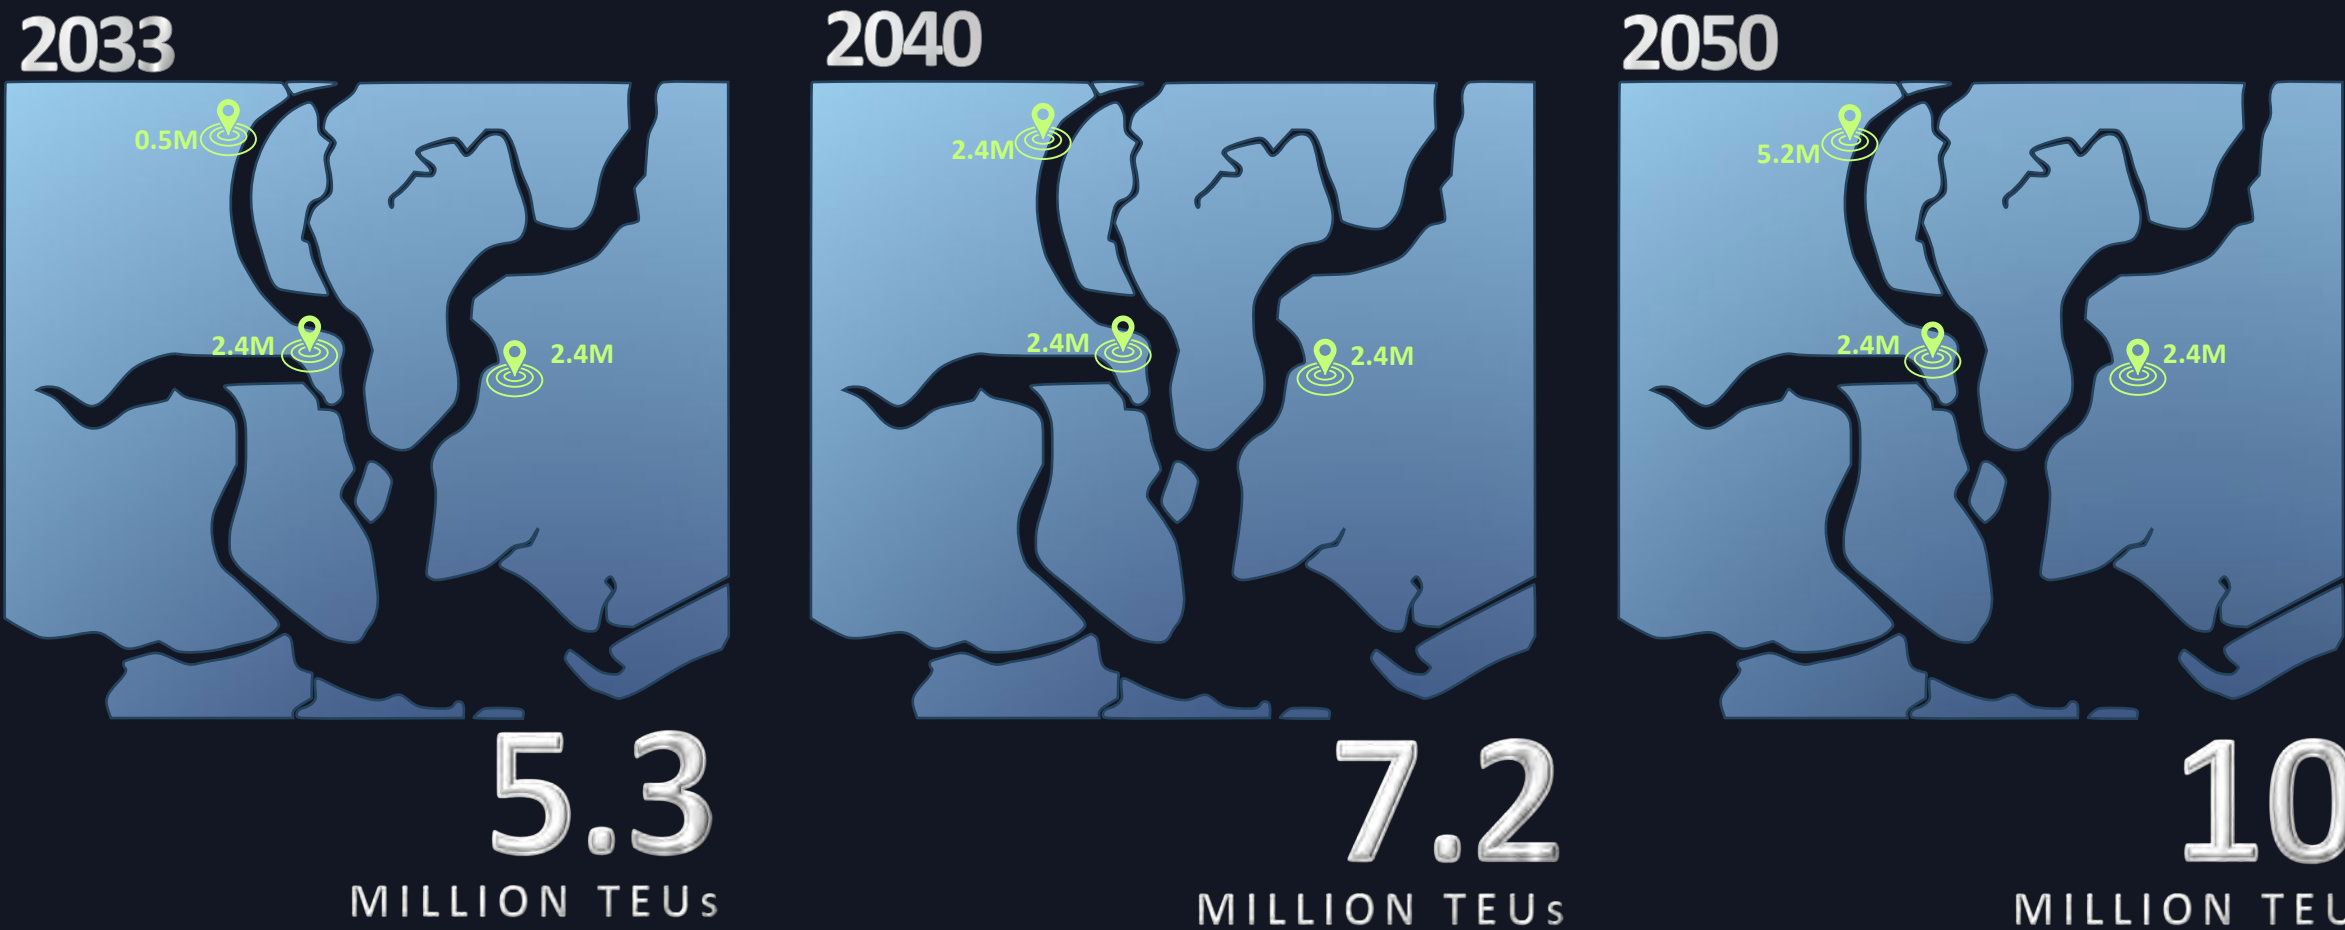 2033
0.5M
2.4M
2.4M
5.3
MILLION TEUs
2040
2.4M
2.4M
2.4M
7.2
MILLION TEUs
2050
5.2M
2.4M
2.4M
10
MILLION TEU